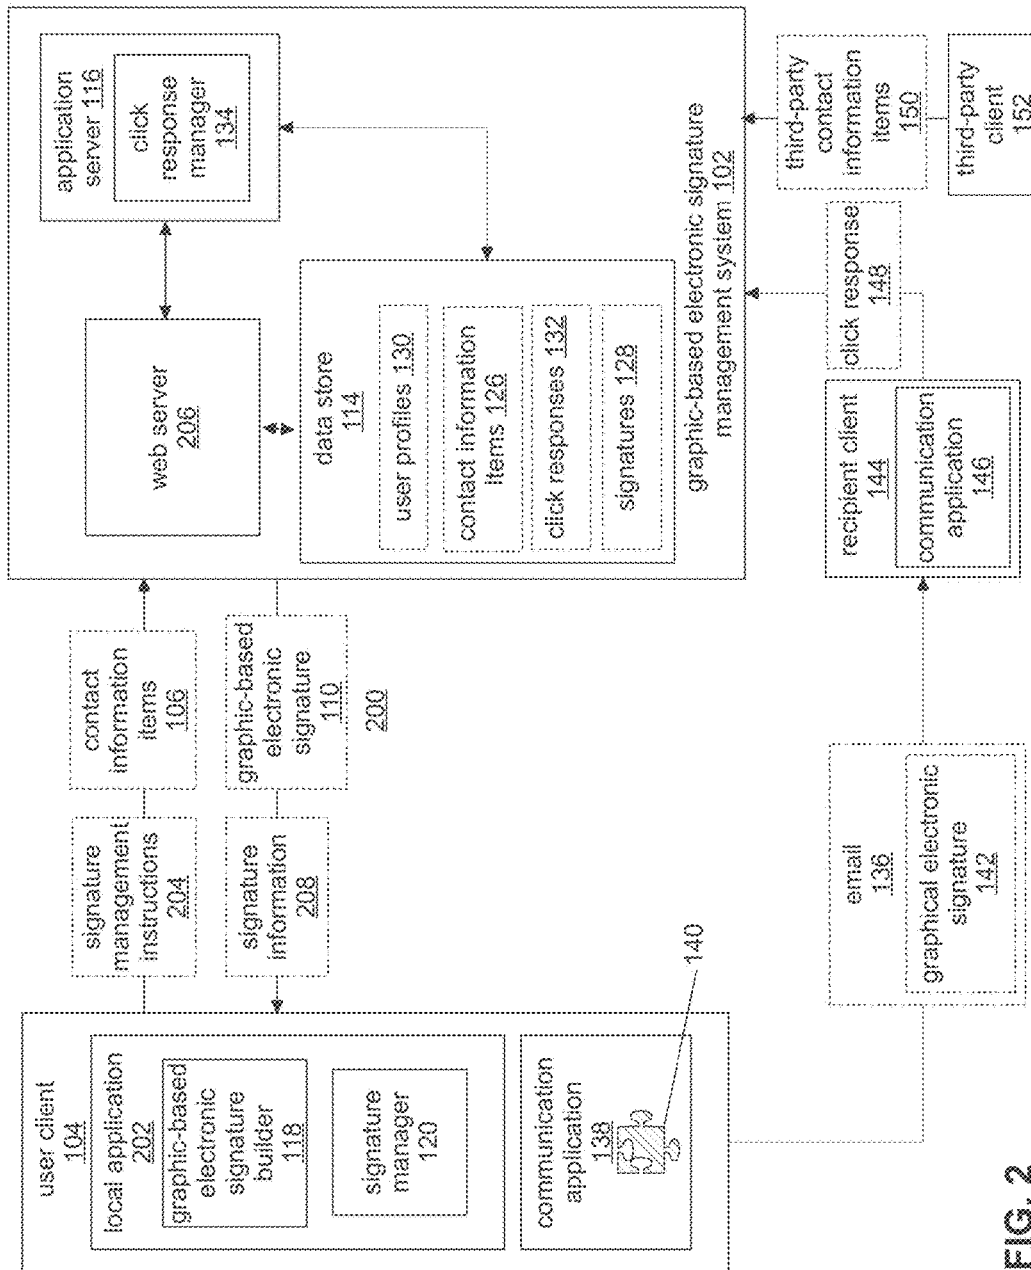 user client
104
local application
202
graphic-based
electronic
signature
builder
118
signature
manager
120
communication
application
138
140
signature
management
instructions
204
contact
information
items
106
signature
information
208
graphic-based
electronic
signature
110
200
web server
206
application
server 116
click
response
manager
134
data store
114
user profiles 130
contact information
items 126
click responses 132
signatures 128
graphic-based electronic signature
management system 102
email
136
graphical electronic
signature
142
recipient client
144
communication
application
146
click response
148
third-party
contact
information
items
150
third-party
client
152
FIG. 2